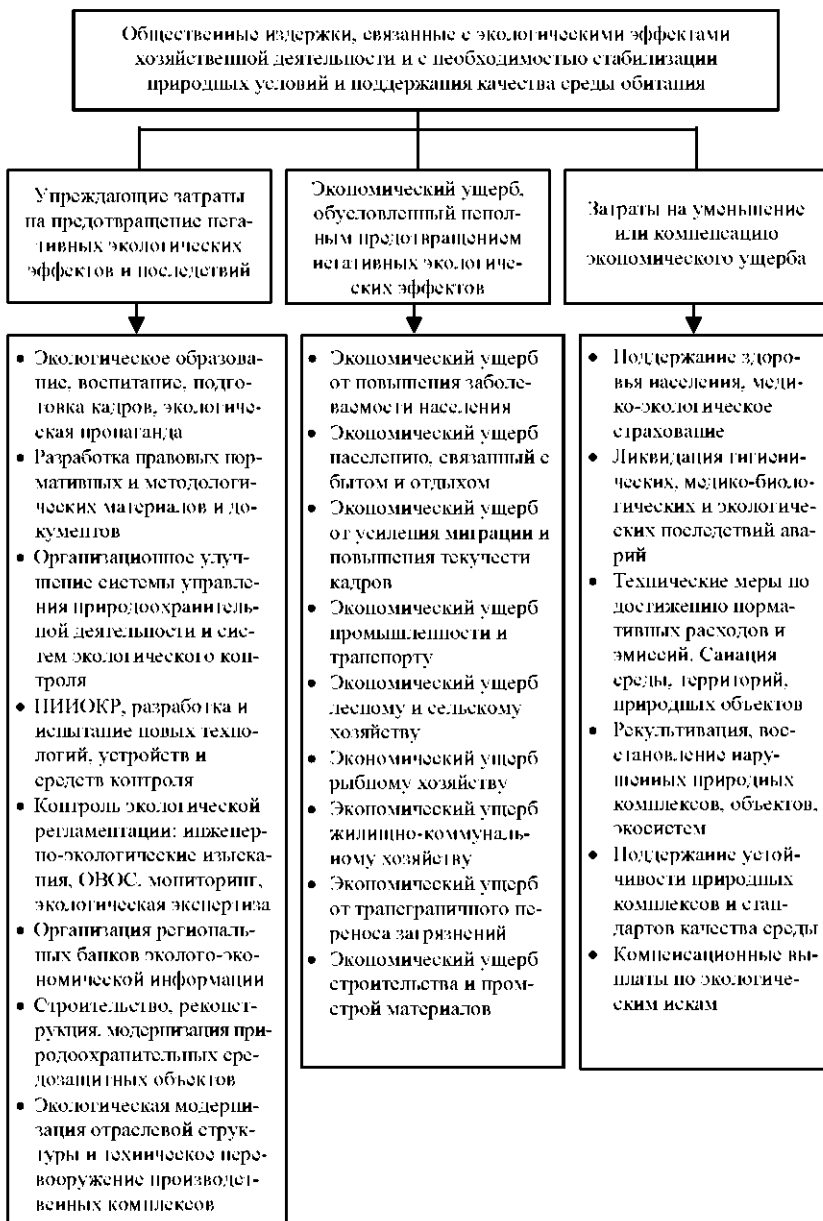 Общественные издержки, связанные с экологическими эффектами
хозяйственной деятельности и с необходимостью стабилизации
природных условий и поддержания качества среды обитания
Упреждающие затраты
на предотвращение нега-
тивных экологических
эффектов и последствий
Экономический ущерб,
обусловленный непол-
ным предотвращением
негативных экологиче-
ских эффектов
Затраты на уменьшение
или компенсацию
экономического ущерба
• Экологическое образова-
ние, воспитание, подго-
товка кадров, экологиче-
ская пропаганда
• Разработка правовых нор-
мативных и методологи-
ческих материалов и до-
кументов
• Организационное улуч-
шение системы управле-
ния природоохранитель-
ной деятельности и сис-
тем экологического кон-
троля
• НИИОКР, разработка и
испытание новых техно-
логий, устройств и
средств контроля
• Контроль экологической
регламентации: инженер-
но-экологические изыска-
ния, ОВОС, мониторинг,
экологическая экспертиза
• Организация региональ-
ных банков эколого-эко-
номической информации
• Строительство, реконст-
рукция, модернизация при-
родоохранительных сре-
дозащитных объектов
• Экологическая модерни-
зация отраслевой струк-
туры и техническое пере-
вооружение производст-
венных комплексов
• Экономический ущерб
от повышения заболе-
ваемости населения
• Экономический ущерб
населению, связанный с
бытом и отдыхом
• Экономический ущерб
от усиления миграции и
повышения текучести
кадров
• Экономический ущерб
промышленности и
транспорту
• Экономический ущерб
лесному и сельскому
хозяйству
• Экономический ущерб
рыбному хозяйству
• Экономический ущерб
жилищно-коммуналь-
ному хозяйству
• Экономический ущерб
от трансграничного пе-
реноса загрязнений
• Экономический ущерб
строительства и пром-
строй материалов
• Поддержание здоро-
вья населения, меди-
ко-экологическое
страхование
• Ликвидация гигиени-
ческих, медико-биол-
огических и экологиче-
ских последствий ава-
рий
• Технические меры по
достижению норма-
тивных расходов и
эмиссий. Санация
среды, территорий,
природных объектов
• Рекультивация, вос-
становление нару-
шенных природных
комплексов, объектов,
экосистем
• Поддержание устой-
чивости природных
комплексов и стан-
дартов качества среды
• Компенсационные вы-
платы по экологиче-
ским искам